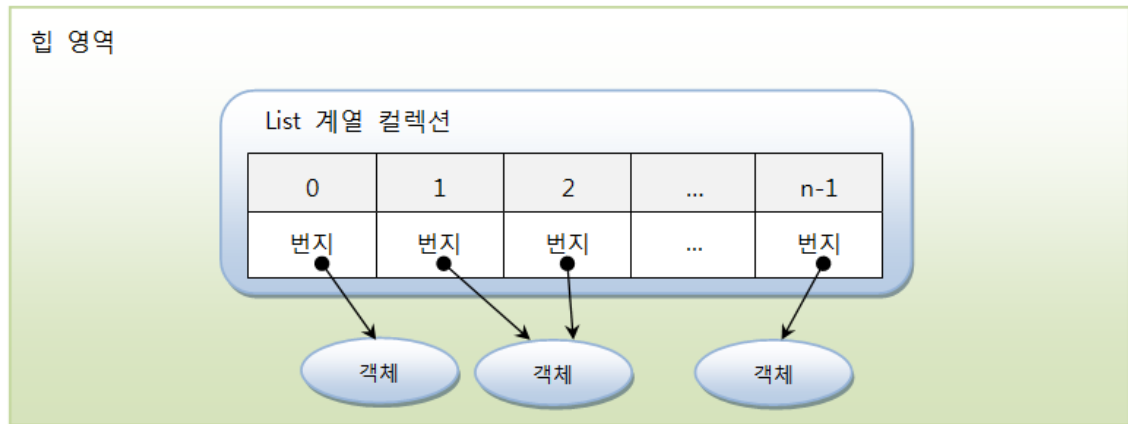 힙 영역
List 계열 컬렉션
0 1 2 ... n-1
번지 번지 번지 ... 번지
객체 객체 객체